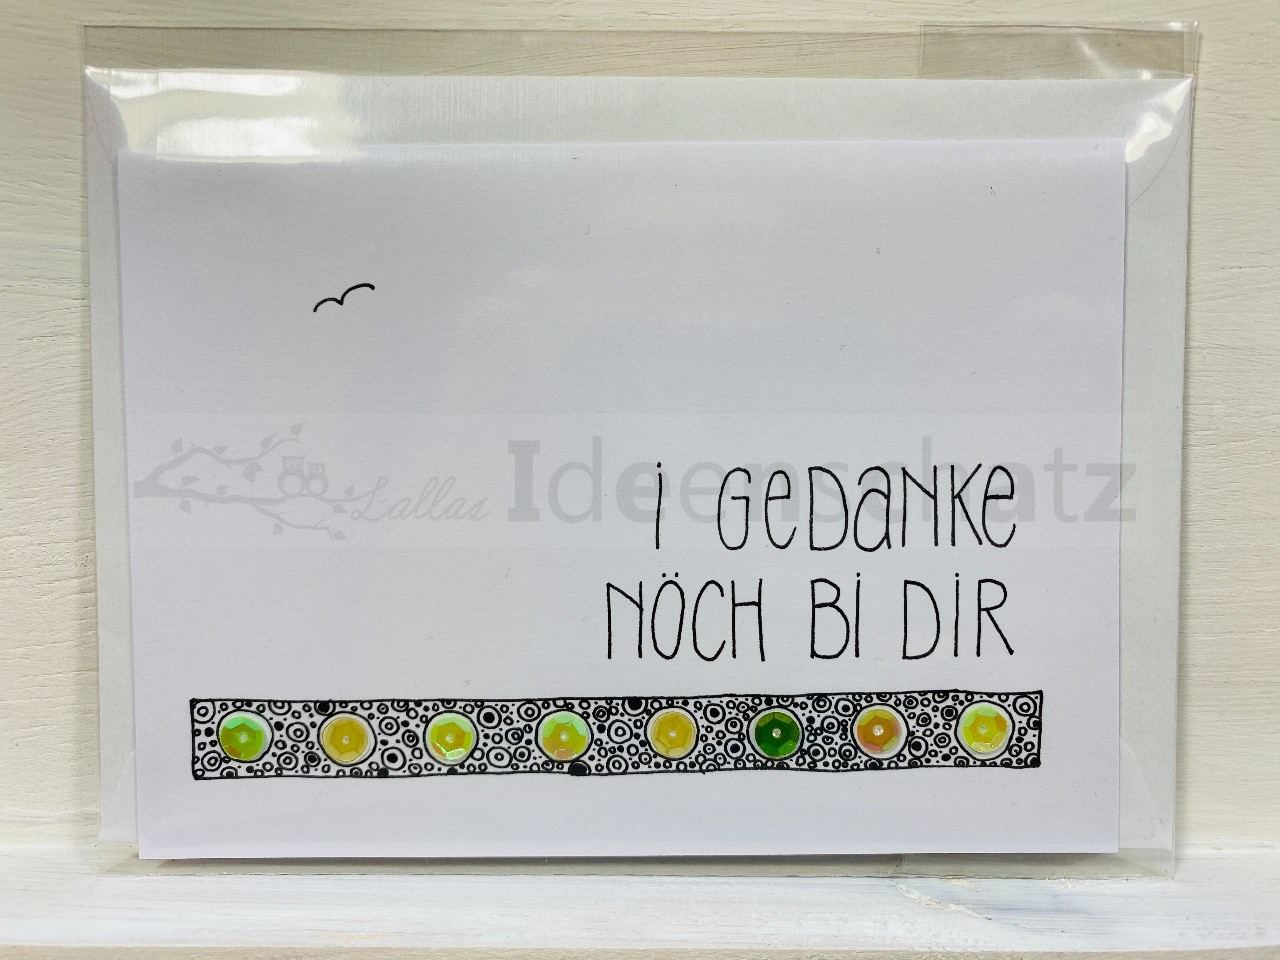 Lallas Ideenschatz
i GeDaNKe
NÖCH Bi DiR